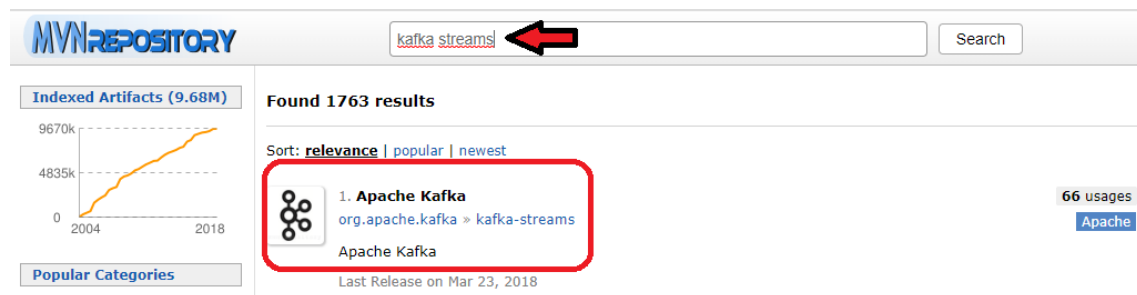 MVNREPOSITORY
kafka streams
Search
Indexed Artifacts (9.68M)
9670k
4835k
0
2004 2018
Popular Categories
Found 1763 results
Sort: relevance | popular | newest
1. Apache Kafka
66 usages
org.apache.kafka » kafka-streams
Apache
Apache Kafka
Last Release on Mar 23, 2018